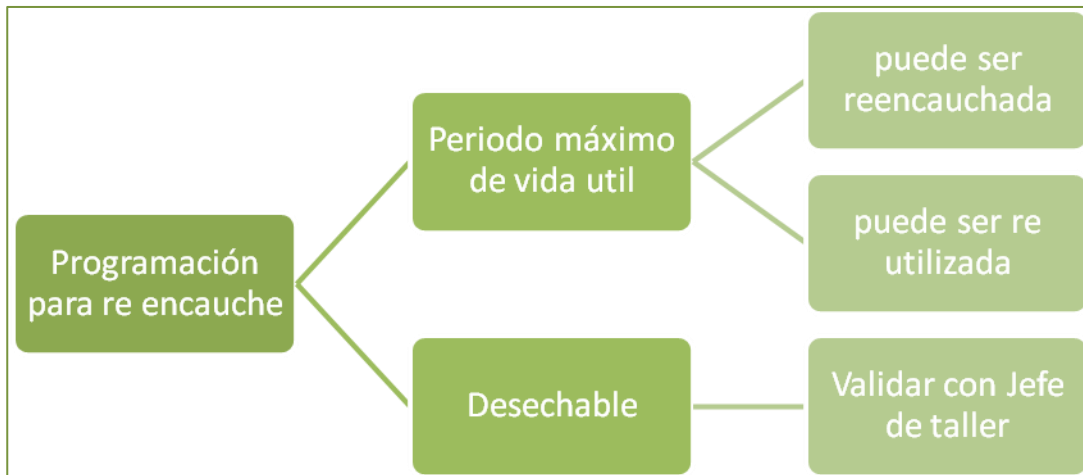 Programación
para re encauche
Periodo máximo
de vida util
Desechable
puede ser
reencauchada
puede ser re
utilizada
Validar con Jefe
de taller